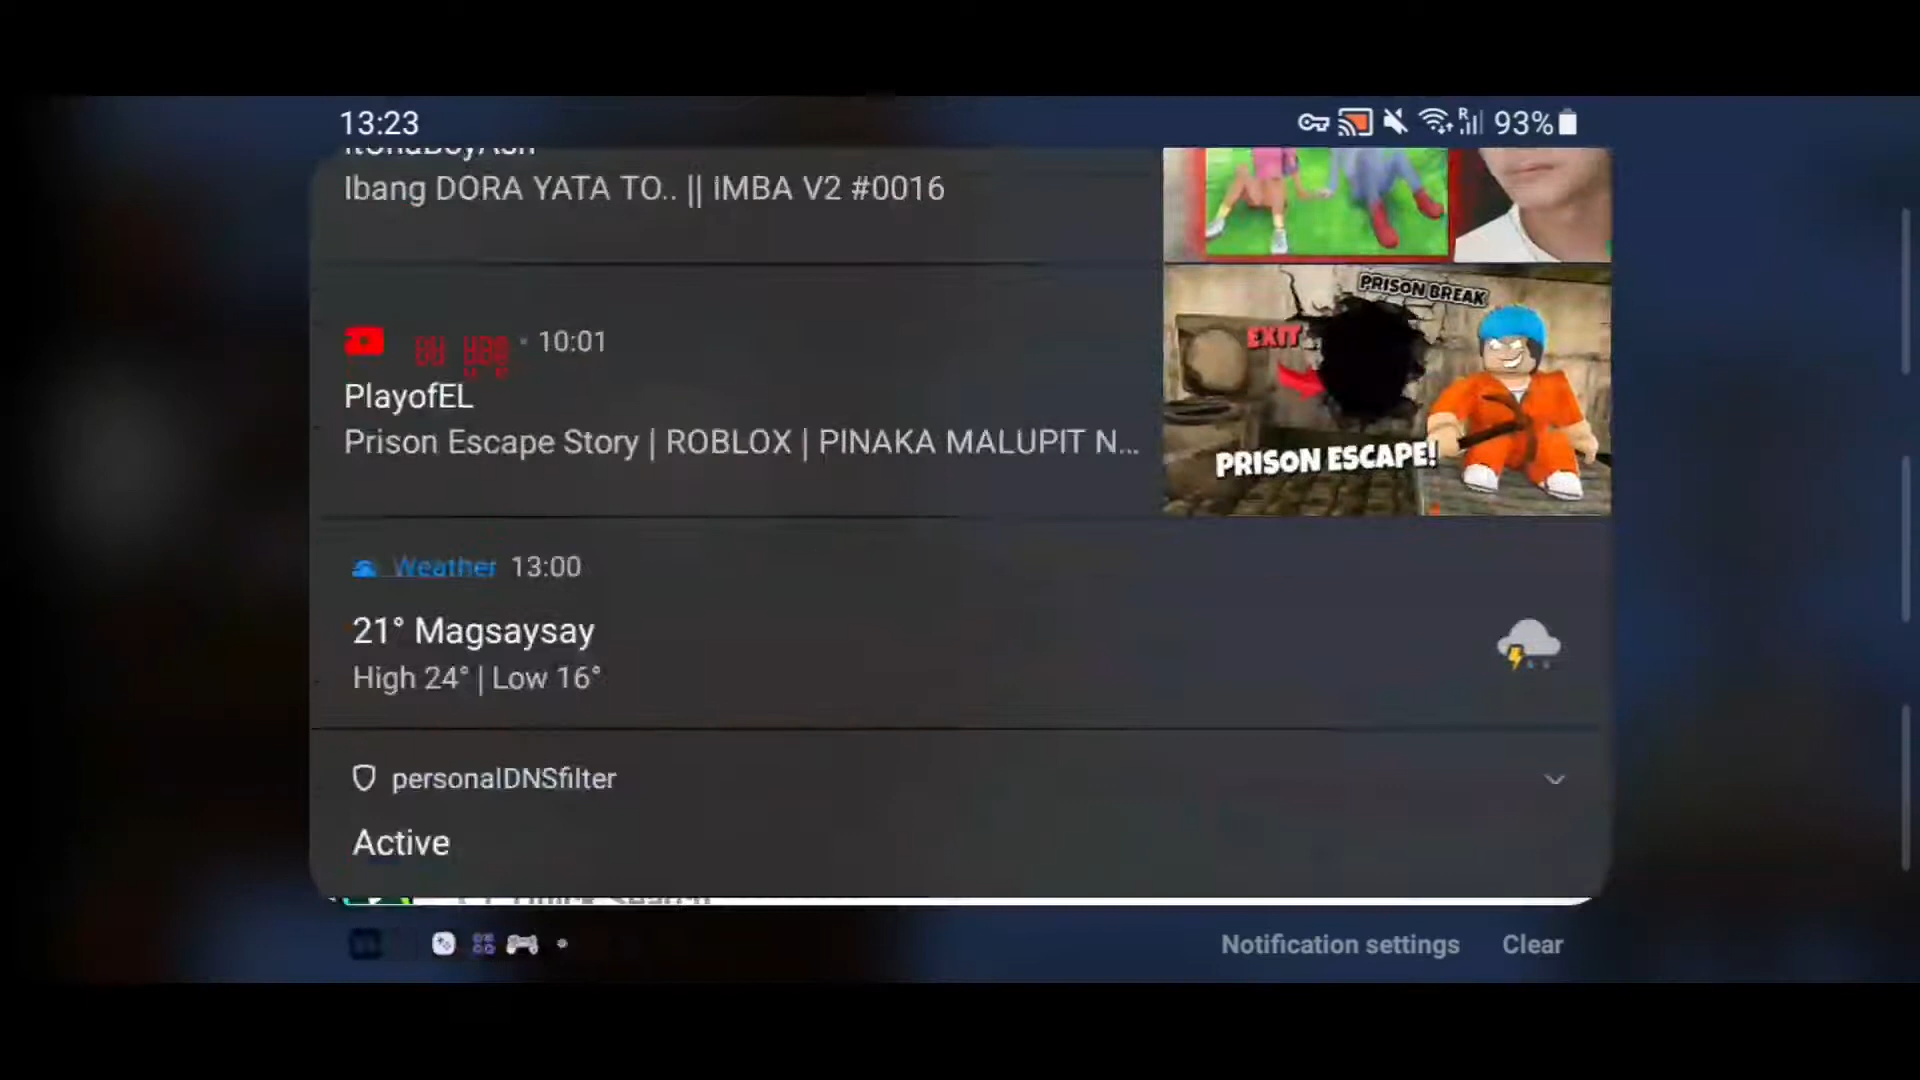 13:23
93%
Ibang DORA YATA TO.. || IMBA V2 #0016
PRISON BREAK
EXIT
PRISON ESCAPE!
• 10:01
PlayofEL
Prison Escape Story | ROBLOX | PINAKA MALUPIT N...
Weather 13:00
21° Magsaysay
High 24° | Low 16°
personalDNSfilter
Active
Notification settings
Clear